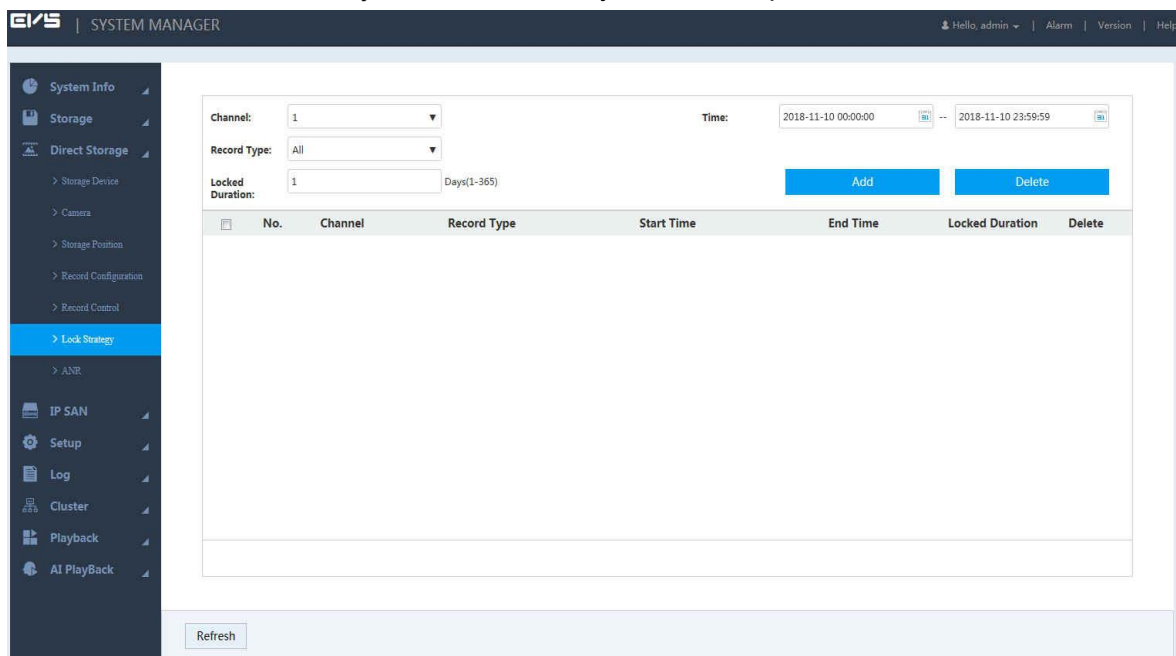 EIVS | SYSTEM MANAGER Hello, admin | Alarm | Version | Help
System Info
Storage
Direct Storage
> Storage Device
> Camera
> Storage Position
> Record Configuration
> Record Control
> Lock Strategy
> ANR
IP SAN
Setup
Log
Cluster
Playback
AI PlayBack
Channel: 1 Time: 2018-11-10 00:00:00 -- 2018-11-10 23:59:59
Record Type: All
Locked Duration: 1 Days(1-365) Add Delete
No. Channel Record Type Start Time End Time Locked Duration Delete
Refresh